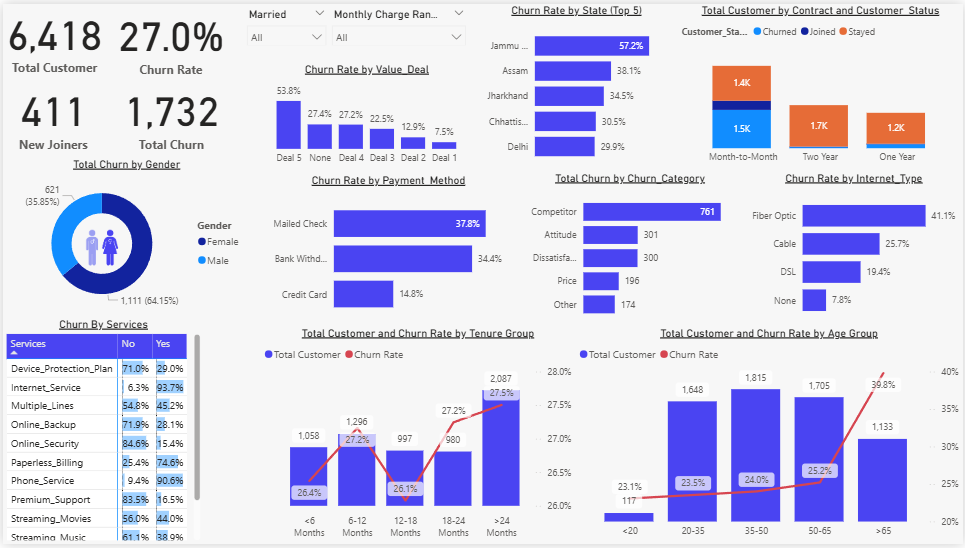 6,418
Total Customer
27.0%
Churn Rate
411
New Joiners
1,732
Total Churn
Married
All
Monthly Charge Ran...
All
Churn Rate by Value_Deal
53.8%
27.4%
27.2%
22.5%
12.9%
7.5%
Deal 5
None
Deal 4
Deal 3
Deal 2
Deal 1
Churn Rate by State (Top 5)
Jammu ...
57.2%
Assam
38.1%
Jharkhand
34.5%
Chhattis...
30.5%
Delhi
29.9%
Total Customer by Contract and Customer_Status
Customer_Sta...
Churned
Joined
Stayed
1.4K
1.5K
1.7K
1.2K
Month-to-Month
Two Year
One Year
Total Churn by Gender
621
(35.85%)
1,111 (64.15%)
Gender
Female
Male
Churn Rate by Payment_Method
Mailed Check
37.8%
Bank Withd...
34.4%
Credit Card
14.8%
Total Churn by Churn_Category
Competitor
761
Attitude
301
Dissatisfa...
300
Price
196
Other
174
Churn Rate by Internet_Type
Fiber Optic
41.1%
Cable
25.7%
DSL
19.4%
None
7.8%
Churn By Services
Services No Yes
Device_Protection_Plan 71.0% 29.0%
Internet_Service 6.3% 93.7%
Multiple_Lines 54.8% 45.2%
Online_Backup 71.9% 28.1%
Online_Security 84.6% 15.4%
Paperless_Billing 25.4% 74.6%
Phone_Service 9.4% 90.6%
Premium_Support 83.5% 16.5%
Streaming_Movies 56.0% 44.0%
Streaming_Music 61.1% 38.9%
Total Customer and Churn Rate by Tenure Group
Total Customer
Churn Rate
1,058
1,296
997
980
2,087
26.4%
27.2%
26.1%
27.2%
27.5%
28.0%
27.5%
27.0%
26.5%
26.0%
<6
Months
6-12
Months
12-18
Months
18-24
Months
>24
Months
Total Customer and Churn Rate by Age Group
Total Customer
Churn Rate
117
1,648
1,815
1,705
1,133
23.1%
23.5%
24.0%
25.2%
39.8%
40%
35%
30%
25%
20%
<20
20-35
35-50
50-65
>65